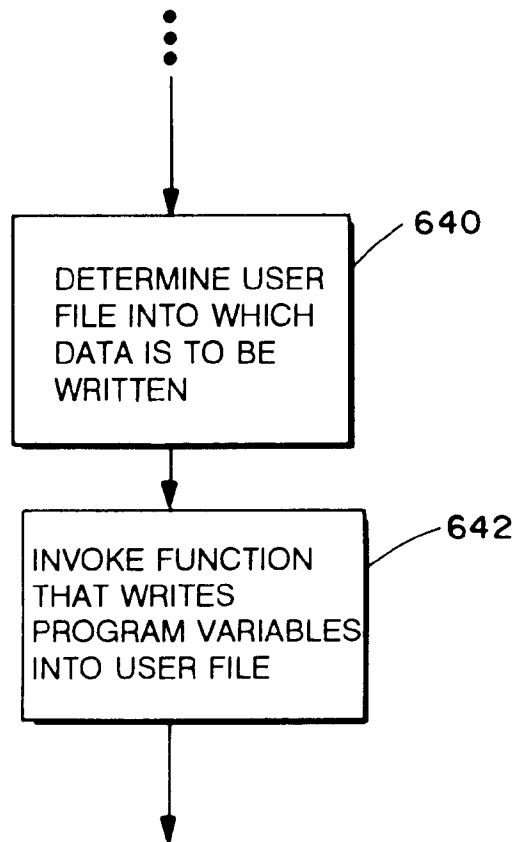 640
DETERMINE USER
FILE INTO WHICH
DATA IS TO BE
WRITTEN
642
INVOKE FUNCTION
THAT WRITES
PROGRAM VARIABLES
INTO USER FILE